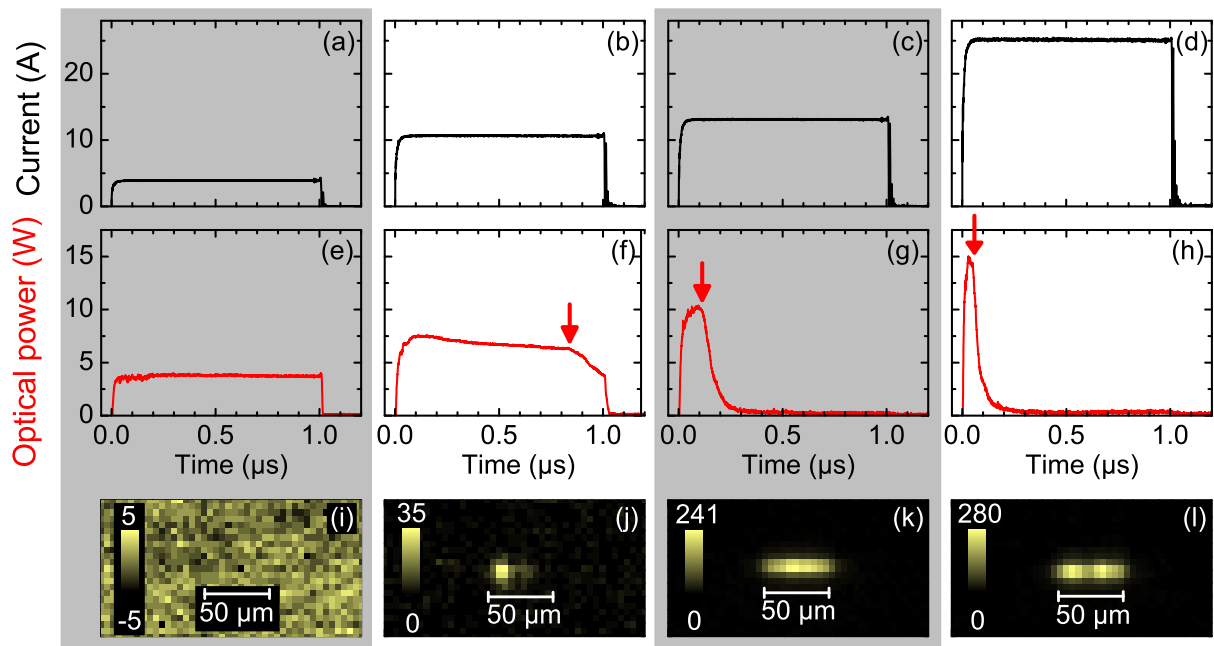 Current (A)
20
10
0
(a)
(b)
(c)
(d)
Optical power (W)
15
10
5
0
(e)
(f)
(g)
(h)
0.0 0.5 1.0
0.0 0.5 1.0
0.0 0.5 1.0
0.0 0.5 1.0
Time (µs)
Time (µs)
Time (µs)
Time (µs)
5
-5
50 µm
(i)
35
0
50 µm
(j)
241
0
50 µm
(k)
280
0
50 µm
(l)